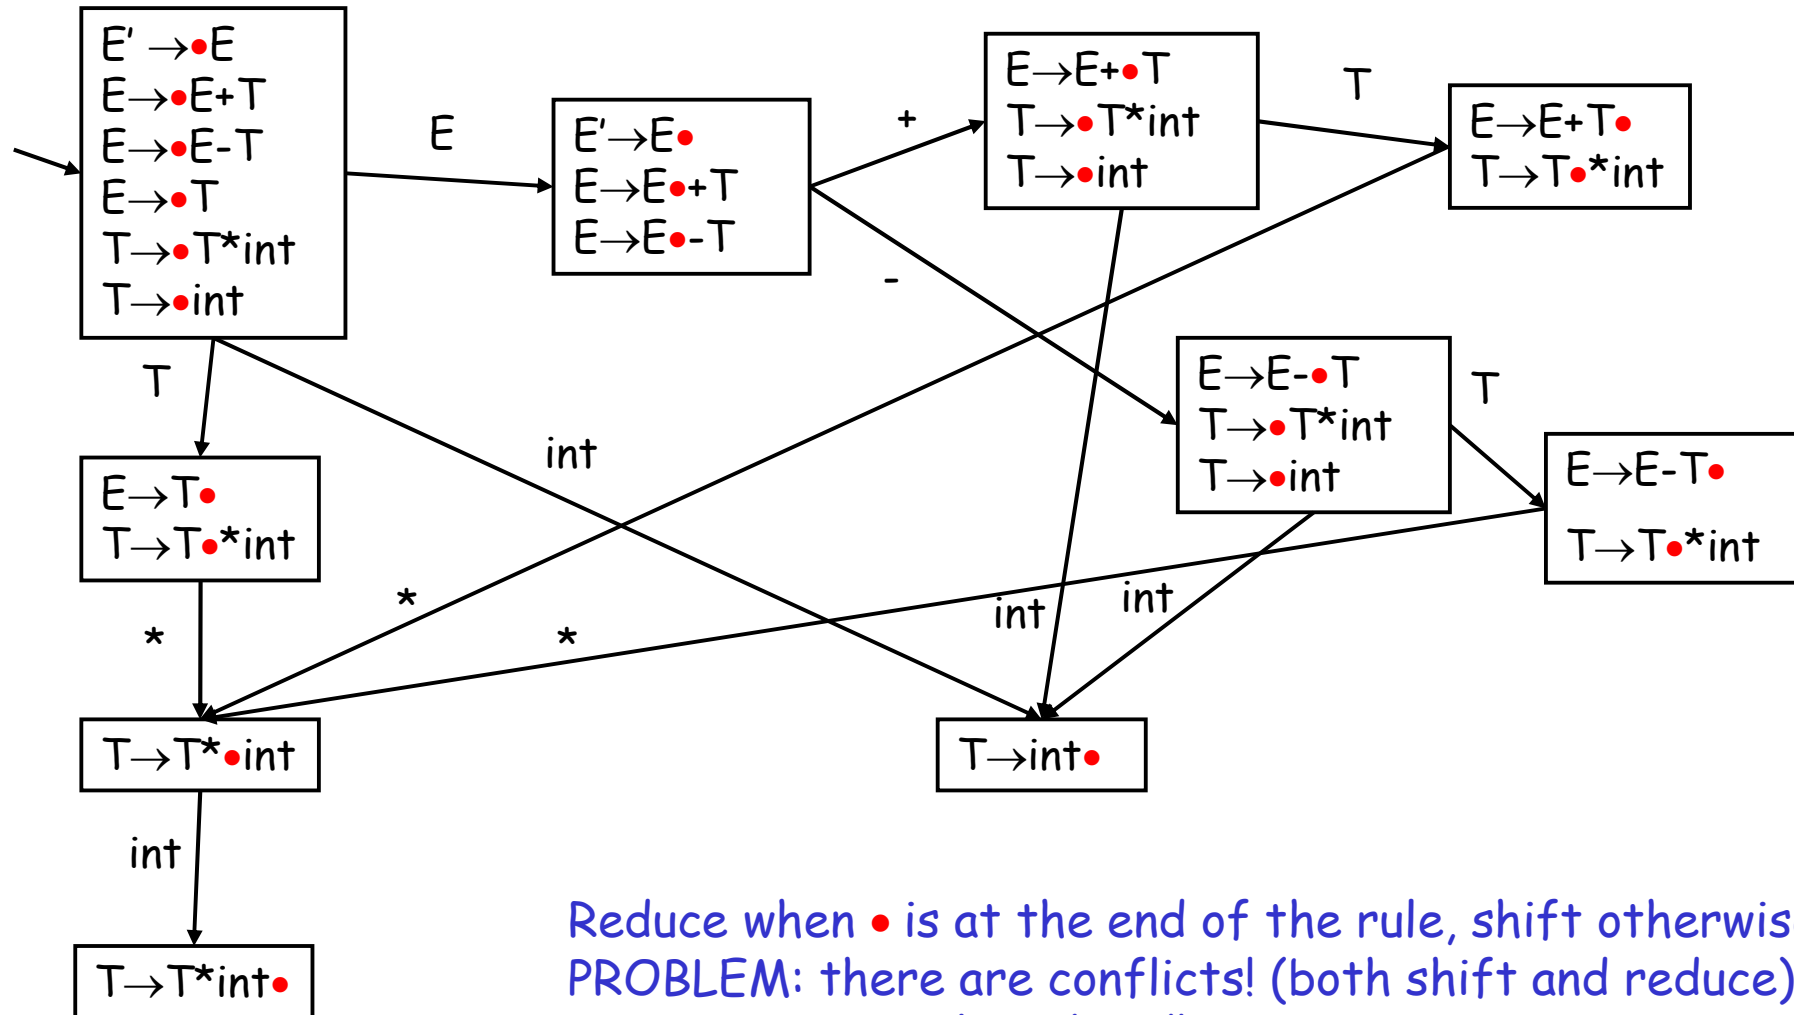 E' →•E
E→•E+T
E→•E-T
E→•T
T→•T*int
T→•int
E
E'→E•
E→E•+T
E→E•-T
+
-
E→E+•T
T→•T*int
T→•int
T
E→E+T•
T→T•*int
T
int
E→E-•T
T→•T*int
T→•int
T
E→E-T•
T→T•*int
E→T•
T→T•*int
*
*
*
int
int
T→T*•int
T→int•
int
T→T*int•
Reduce when • is at the end of the rule, shift otherwis
PROBLEM: there are conflicts! (both shift and reduce)